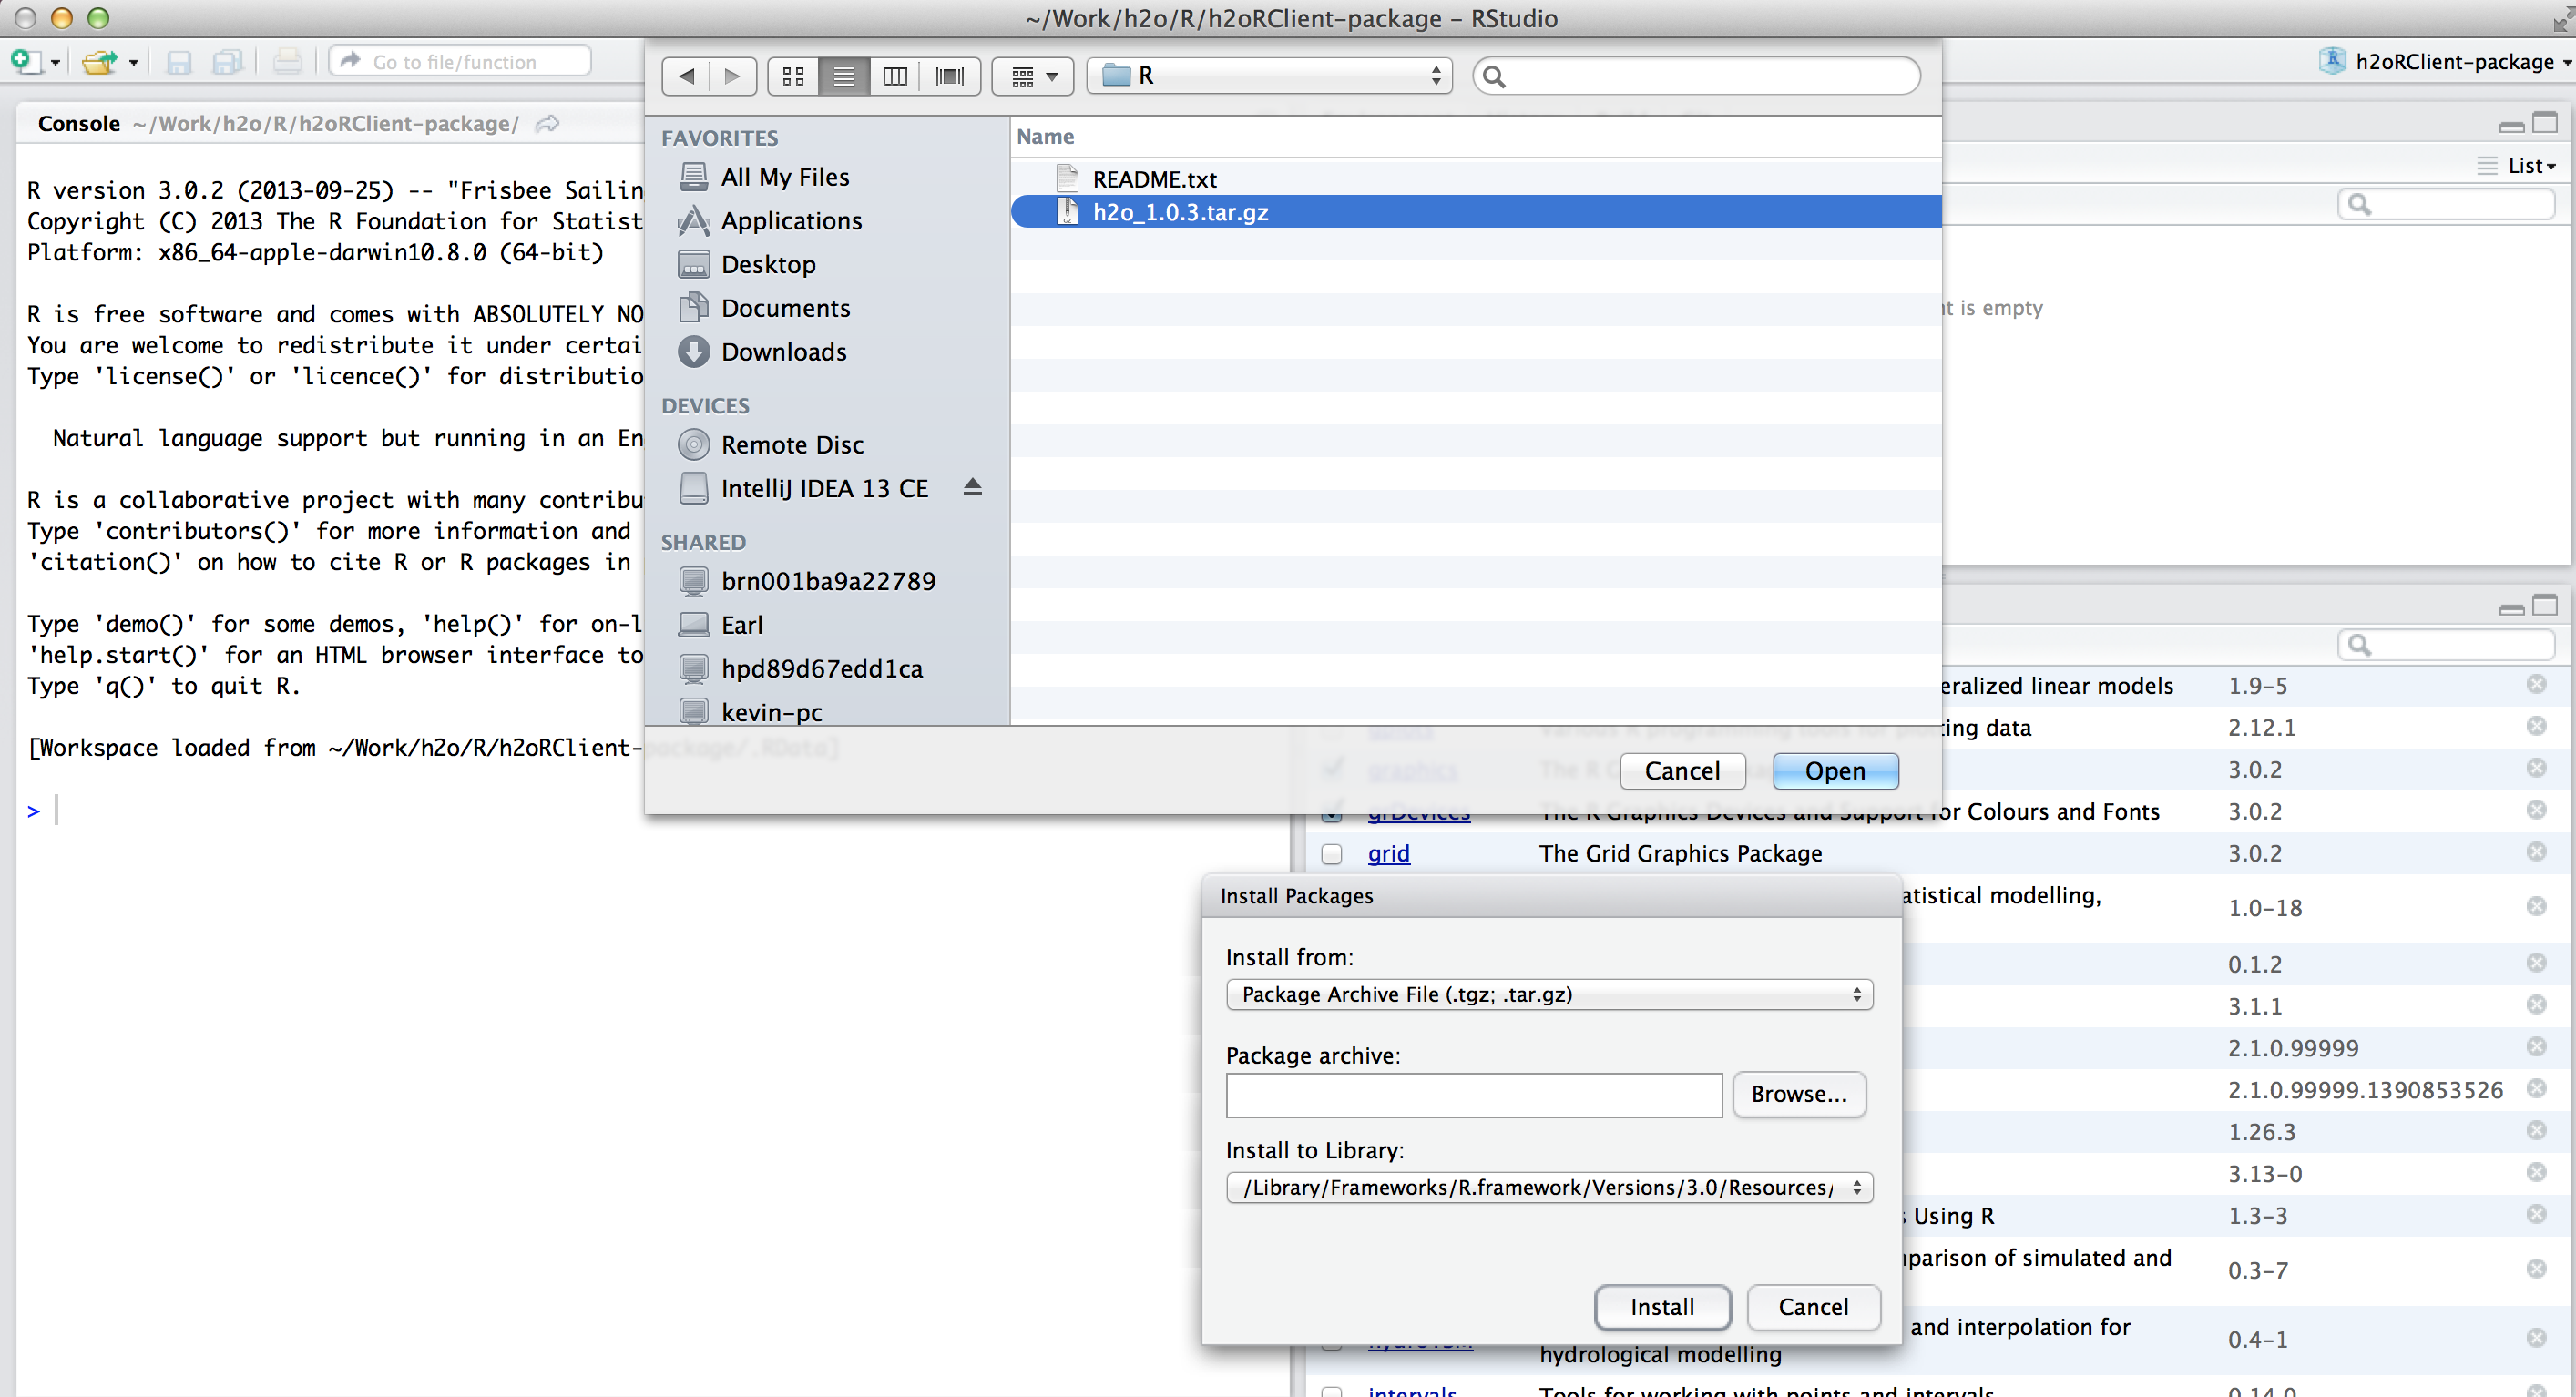 ~/Work/h2o/R/h2oRClient-package – RStudio
Go to file/function
h2oRClient-package
Console ~/Work/h2o/R/h2oRClient-package/
R version 3.0.2 (2013-09-25) -- "Frisbee Sailin
Copyright (C) 2013 The R Foundation for Statist
Platform: x86_64-apple-darwin10.8.0 (64-bit)
R is free software and comes with ABSOLUTELY NO
You are welcome to redistribute it under certai
Type 'license()' or 'licence()' for distributio
Natural language support but running in an En
R is a collaborative project with many contribu
Type 'contributors()' for more information and
'citation()' on how to cite R or R packages in
Type 'demo()' for some demos, 'help()' for on-l
'help.start()' for an HTML browser interface to
Type 'q()' to quit R.
[Workspace loaded from ~/Work/h2o/R/h2oRClient-package/.RData]
>
R
FAVORITES
All My Files
Applications
Desktop
Documents
Downloads
DEVICES
Remote Disc
IntelliJ IDEA 13 CE
SHARED
brn001ba9a22789
Earl
hpd89d67edd1ca
kevin-pc
Name
README.txt
h2o_1.0.3.tar.gz
Cancel
Open
List
t is empty
eralized linear models 1.9-5
gplots Various R programming tools for plotting data 2.12.1
graphics The R 3.0.2
grDevices The R Graphics Devices and Support for Colours and Fonts 3.0.2
grid The Grid Graphics Package 3.0.2
atistical modelling, 1.0-18
0.1.2
3.1.1
2.1.0.99999
2.1.0.99999.1390853526
1.26.3
3.13-0
s Using R 1.3-3
parison of simulated and 0.3-7
and interpolation for
hydrological modelling 0.4-1
intervals Tools for working with points and intervals 0.14.0
Install Packages
Install from:
Package Archive File (.tgz; .tar.gz)
Package archive:
Browse...
Install to Library:
/Library/Frameworks/R.framework/Versions/3.0/Resources/
Install
Cancel